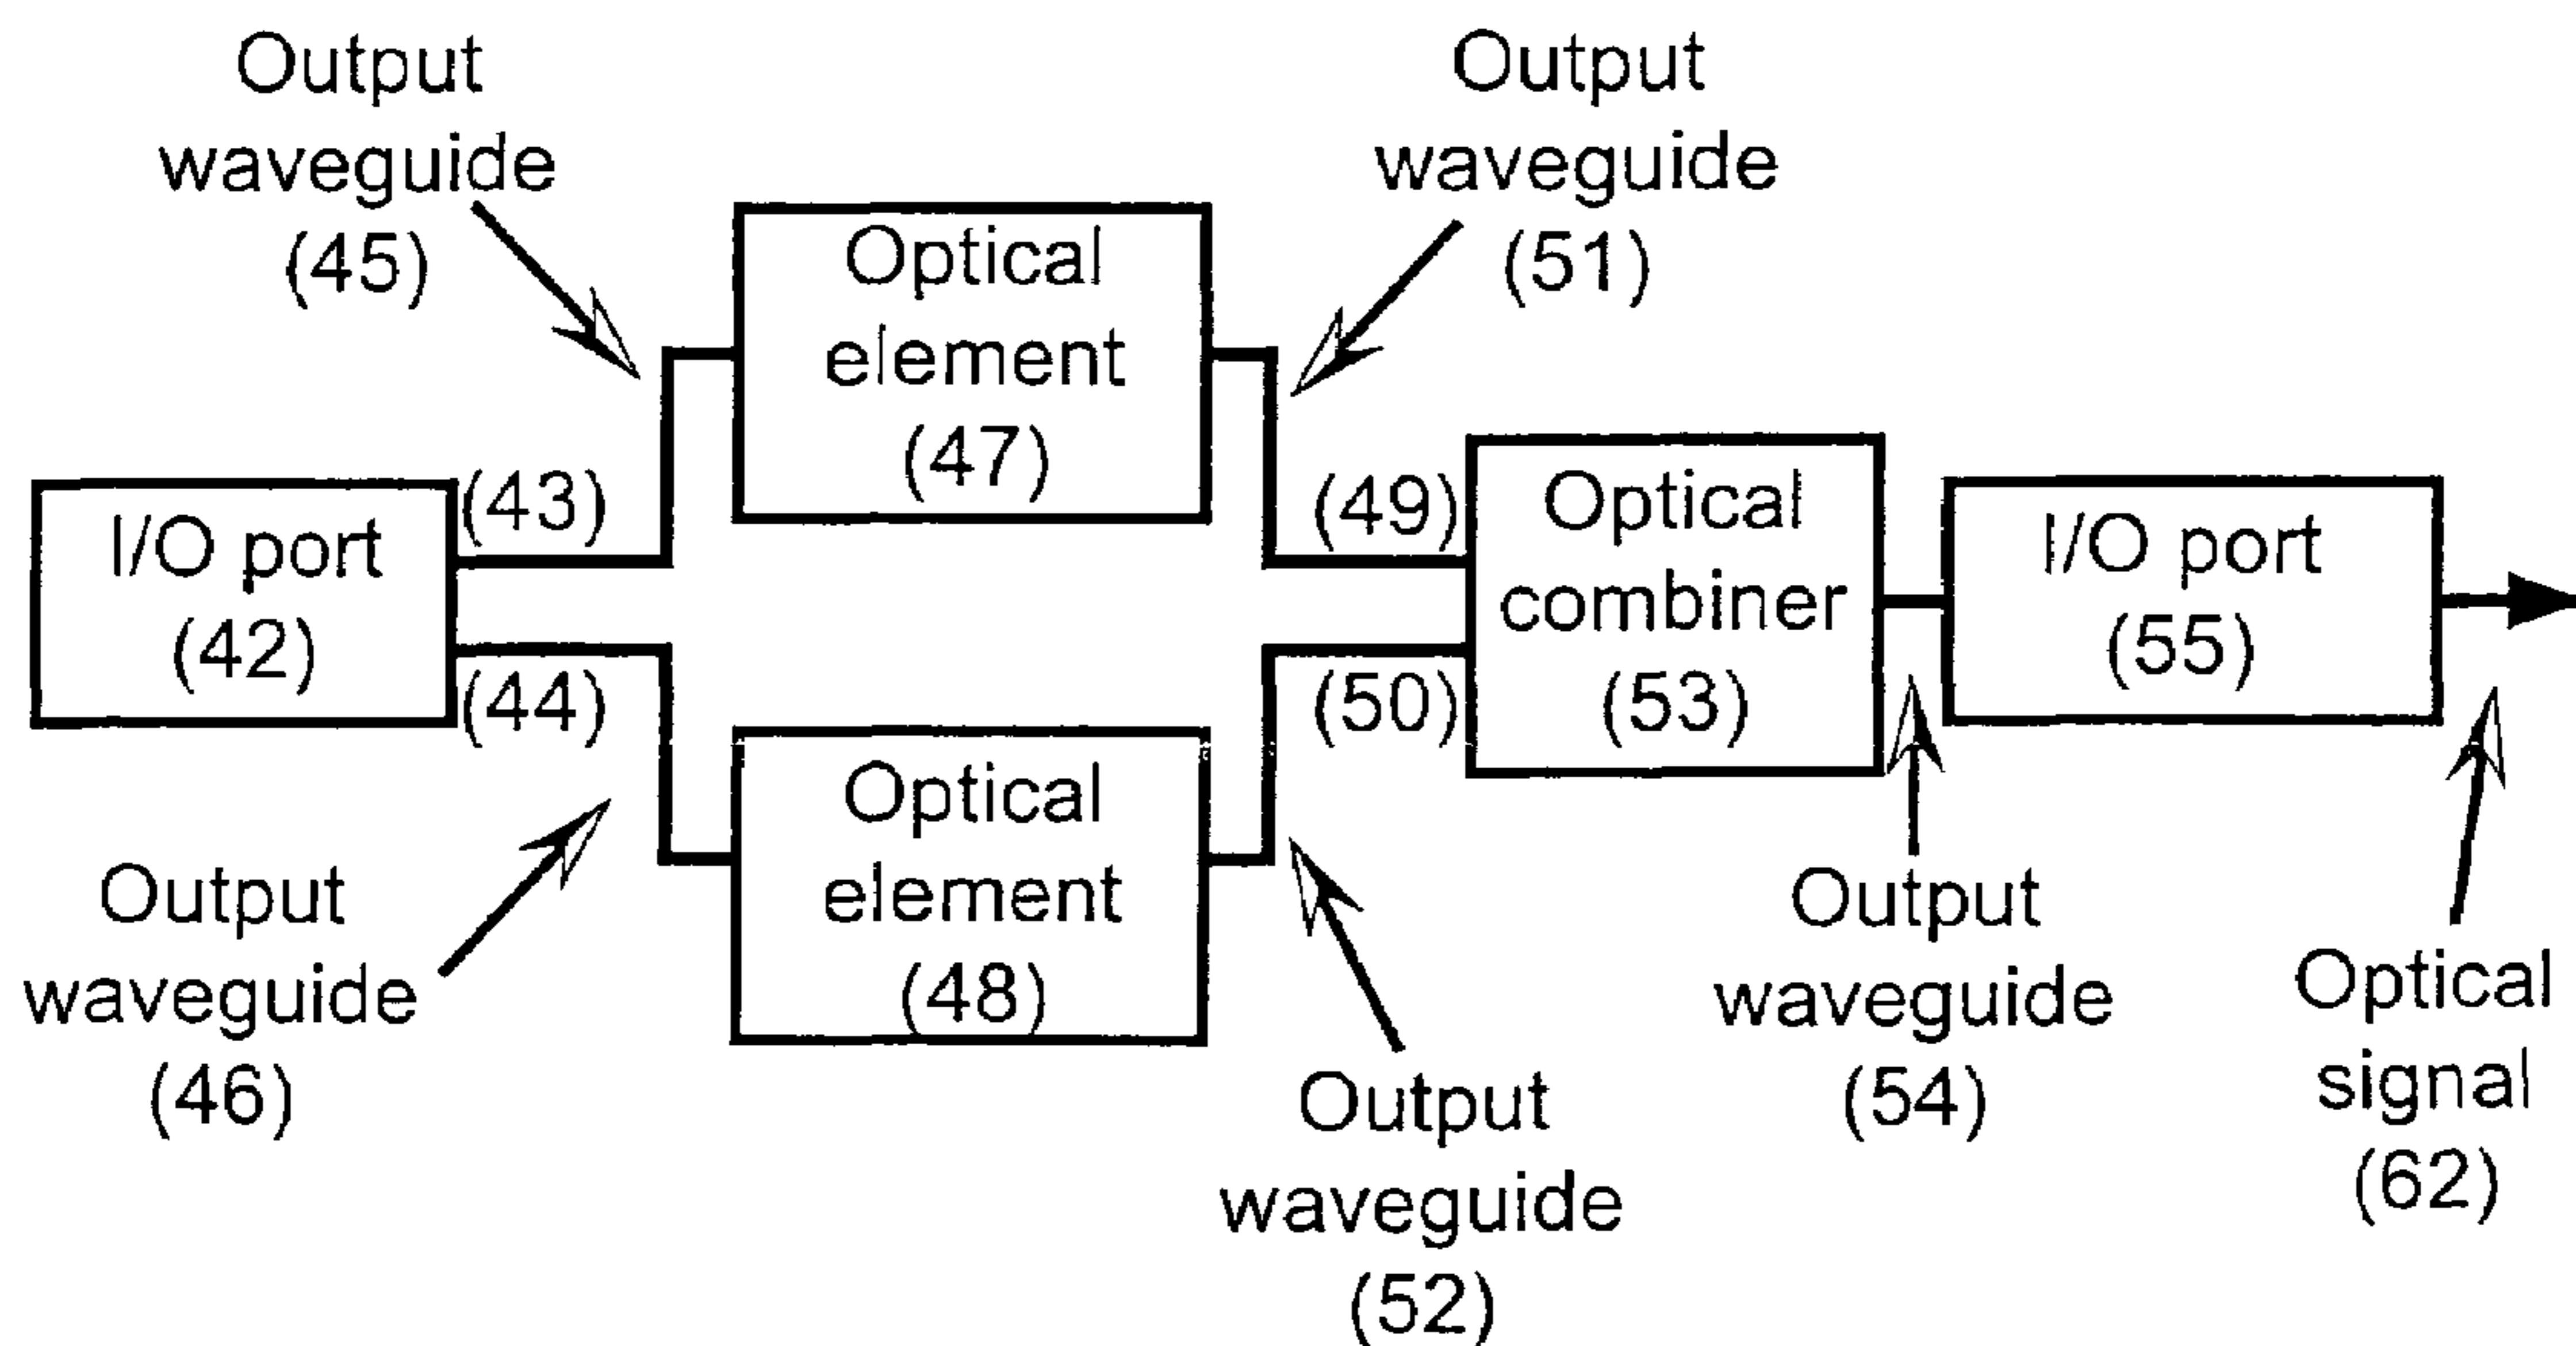 Output
waveguide
(45)
Output
waveguide
(51)
Optical
element
(47)
I/O port
(42)
(43)
(44)
(49)
(50)
Optical
combiner
(53)
I/O port
(55)
Optical
element
(48)
Output
waveguide
(46)
Output
waveguide
(52)
Output
waveguide
(54)
Optical
signal
(62)